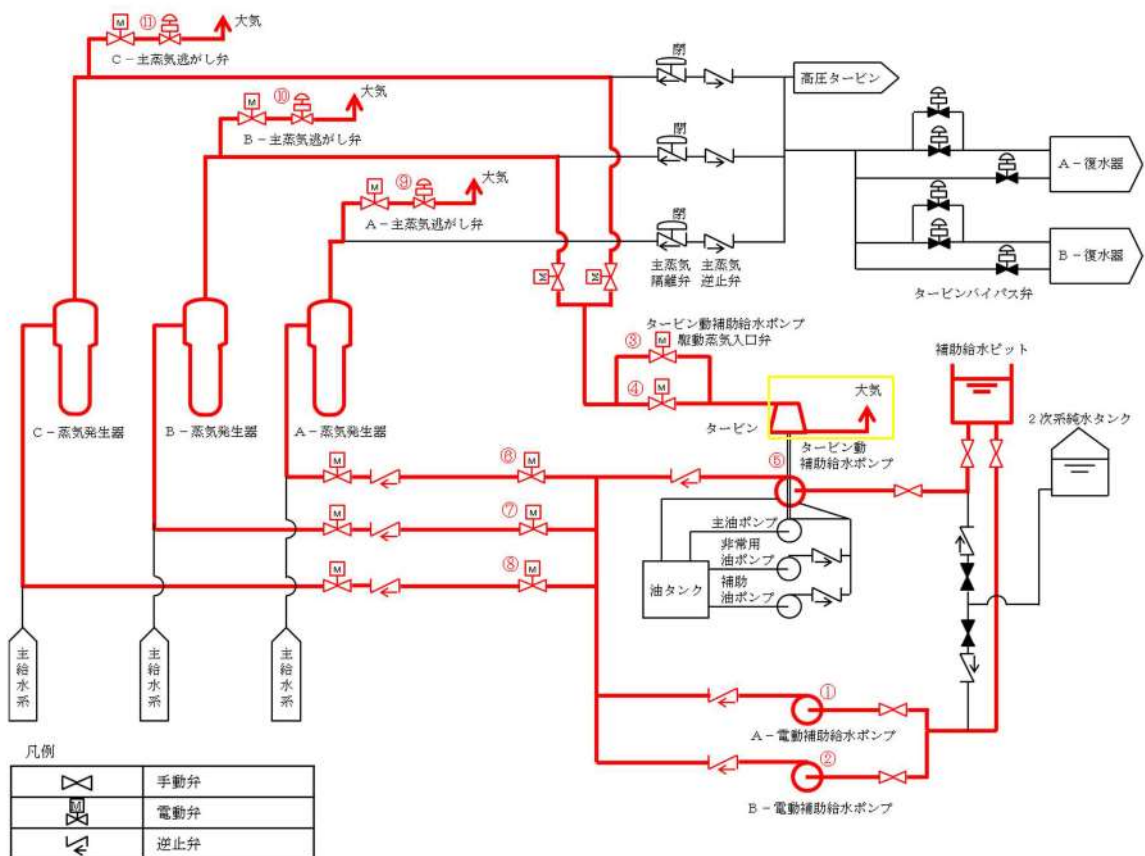 ⑪
大気
C－主蒸気逃がし弁
閉
高圧タービン
⑩
大気
B－主蒸気逃がし弁
閉
A－復水器
⑨
大気
A－主蒸気逃がし弁
閉
主蒸気
隔離弁
主蒸気
逆止弁
B－復水器
タービンバイパス弁
M
M
M
M
M
タービン動補助給水ポンプ
駆動蒸気入口弁
③
M
④
M
補助給水ピット
大気
タービン
2次系純水タンク
C－蒸気発生器
B－蒸気発生器
A－蒸気発生器
タービン動
補助給水ポンプ
⑤
M
⑥
M
M
⑦
M
M
⑧
M
主油ポンプ
非常用
油ポンプ
補助
油ポンプ
油タンク
主給水系
主給水系
主給水系
①
A－電動補助給水ポンプ
②
B－電動補助給水ポンプ
凡例
手動弁
M
電動弁
逆止弁